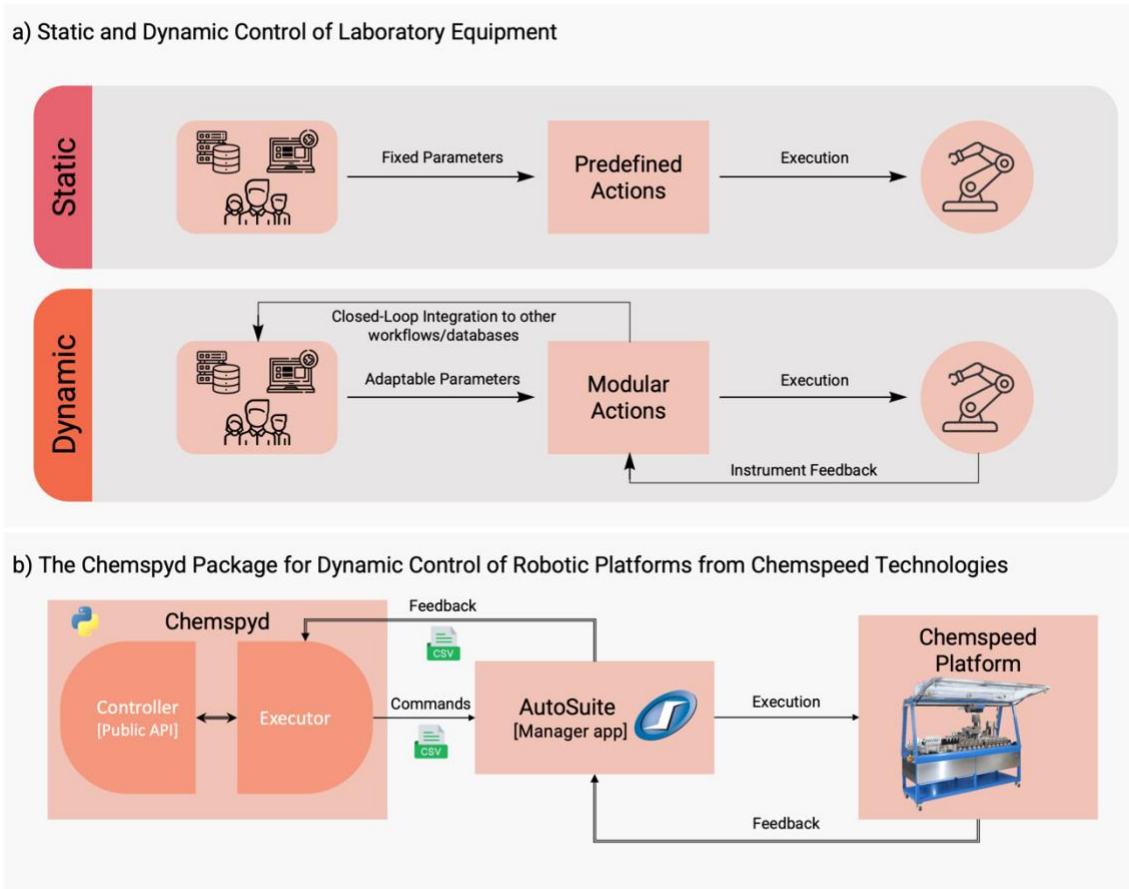 a) Static and Dynamic Control of Laboratory Equipment
Static
Fixed Parameters
Predefined
Actions
Execution
Dynamic
Closed-Loop Integration to other
workflows/databases
Adaptable Parameters
Modular
Actions
Execution
Instrument Feedback
b) The Chemspyd Package for Dynamic Control of Robotic Platforms from Chemspeed Technologies
Chemspyd
Controller
[Public API]
Executor
Feedback
CSV
Commands
CSV
AutoSuite
[Manager app]
Execution
Chemspeed
Platform
Feedback